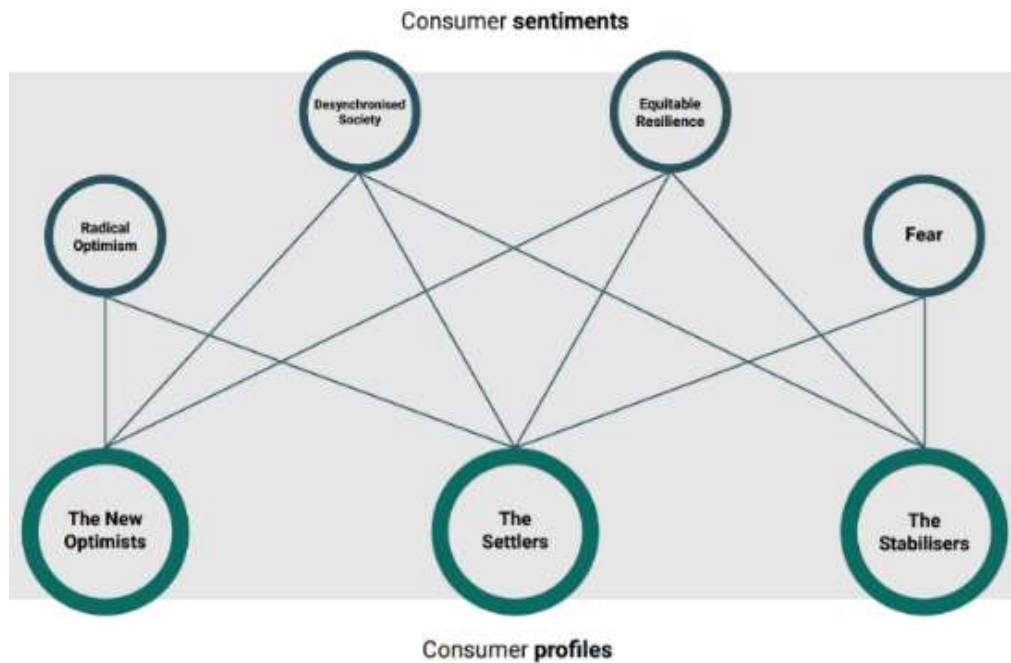 Consumer sentiments
Desynchronised
Society
Equitable
Resilience
Radical
Optimism
Fear
The New
Optimists
The
Settlers
The
Stabilisers
Consumer profiles